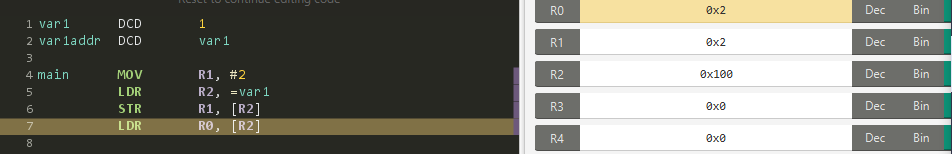 Reset to continue editing code
1 var1 DCD 1
2 var1addr DCD var1
3
4 main MOV R1, #2
5 LDR R2, =var1
6 STR R1, [R2]
7 LDR R0, [R2]
8
R0 0x2 Dec Bin
R1 0x2 Dec Bin
R2 0x100 Dec Bin
R3 0x0 Dec Bin
R4 0x0 Dec Bin